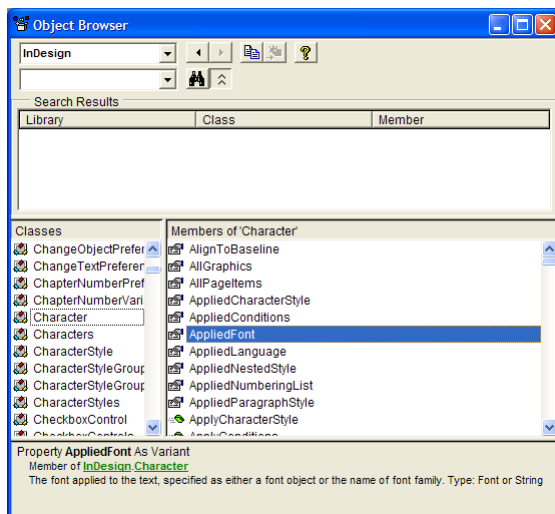 Object Browser
InDesign
Search Results
Library Class Member
Classes
ChangeObjectPrefer
ChangeTextPreferen
ChapterNumberPref
ChapterNumberVari
Character
Characters
CharacterStyle
CharacterStyleGroup
CharacterStyleGroup
CharacterStyles
CheckboxControl
CheckboxControls
Members of 'Character'
AlignToBaseline
AllGraphics
AllPageItems
AppliedCharacterStyle
AppliedConditions
AppliedFont
AppliedLanguage
AppliedNestedStyle
AppliedNumberingList
AppliedParagraphStyle
ApplyCharacterStyle
ApplyConditions
Property AppliedFont As Variant
Member of InDesign.Character
The font applied to the text, specified as either a font object or the name of font family. Type: Font or String